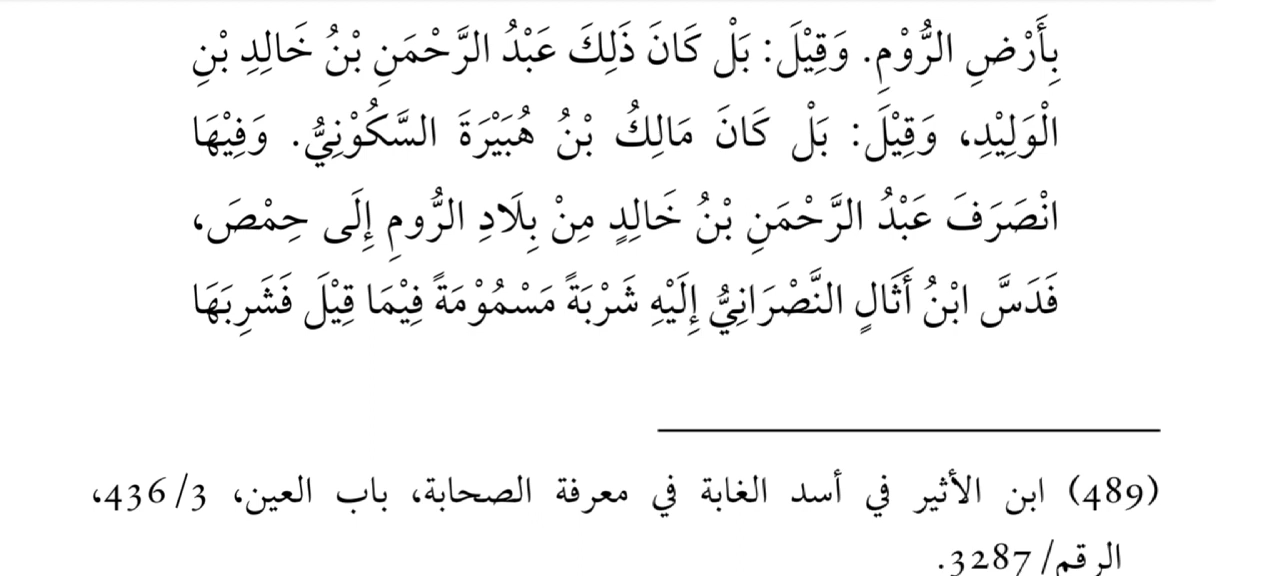 بِأَرْضِ الرُّوْمِ. وَقِيْلَ: بَلْ كَانَ ذَلِكَ عَبْدُ الرَّحْمَنِ بْنُ خَالِدِ بْنِ
الْوَلِيْدِ، وَقِيْلَ: بَلْ كَانَ مَالِكُ بْنُ هُبَيْرَةَ السَّكُوْنِيُّ. وَفِيْهَا
انْصَرَفَ عَبْدُ الرَّحْمَنِ بْنُ خَالِدٍ مِنْ بِلَادِ الرُّومِ إِلَى حِمْصَ،
فَدَسَّ ابْنُ أَثَالٍ النَّصْرَانِيُّ إِلَيْهِ شَرْبَةً مَسْمُوْمَةً فِيْمَا قِيْلَ فَشَرِبَهَا
(489) ابن الأثير في أسد الغابة في معرفة الصحابة، باب العين، 3/436،
الرقم/3287.